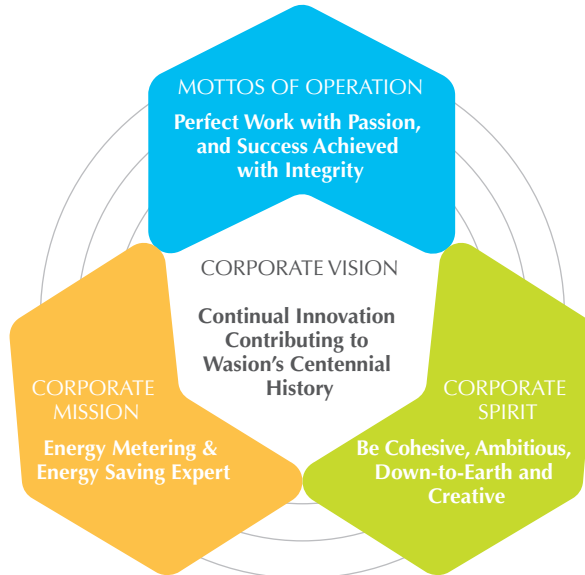 MOTTOS OF OPERATION
Perfect Work with Passion,
and Success Achieved
with Integrity
CORPORATE VISION
Continual Innovation
Contributing to
Wasion’s Centennial
History
CORPORATE
MISSION
Energy Metering &
Energy Saving Expert
CORPORATE
SPIRIT
Be Cohesive, Ambitious,
Down-to-Earth and
Creative